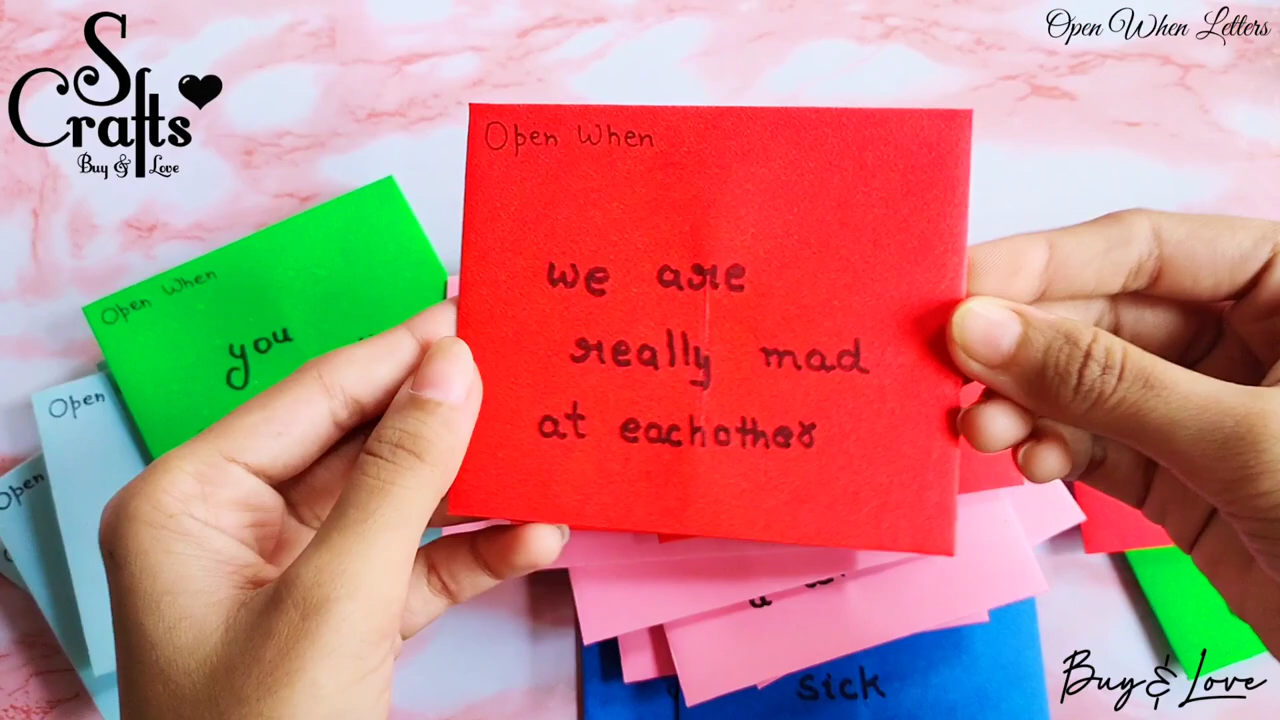 S
Crafts
Buy & Love
Open When Letters
Open When
we are
really mad
at eachother
Open When
you
Open
Open
sick
Buy & Love